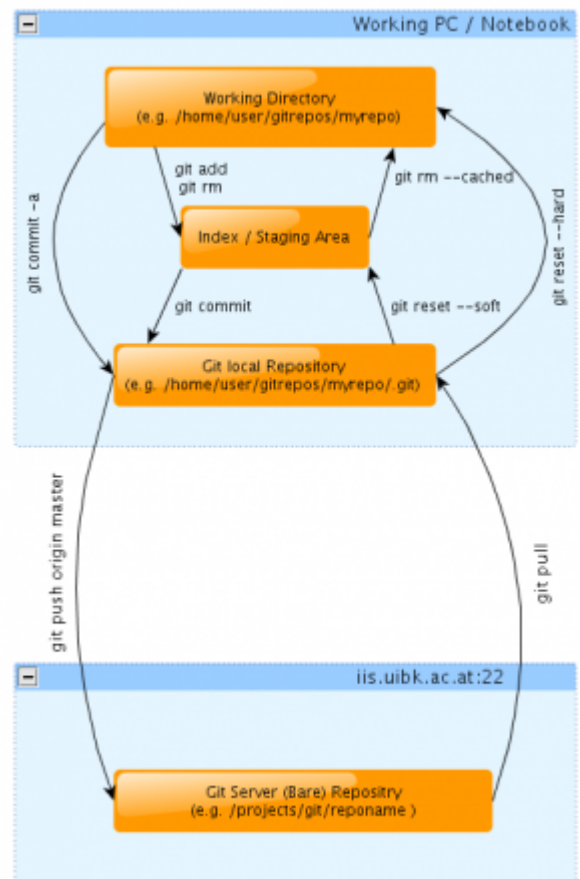 Working PC / Notebook
Working Directory
(e.g. /home/user/gitrepos/myrepo)
git add
git rm
git rm --cached
git commit -a
Index / Staging Area
git reset --hard
git commit
git reset --soft
Git local Repository
(e.g. /home/user/gitrepos/myrepo/.git)
git push origin master
git pull
iis.uibk.ac.at:22
Git Server (Bare) Repositry
(e.g. /projects/git/reponame )